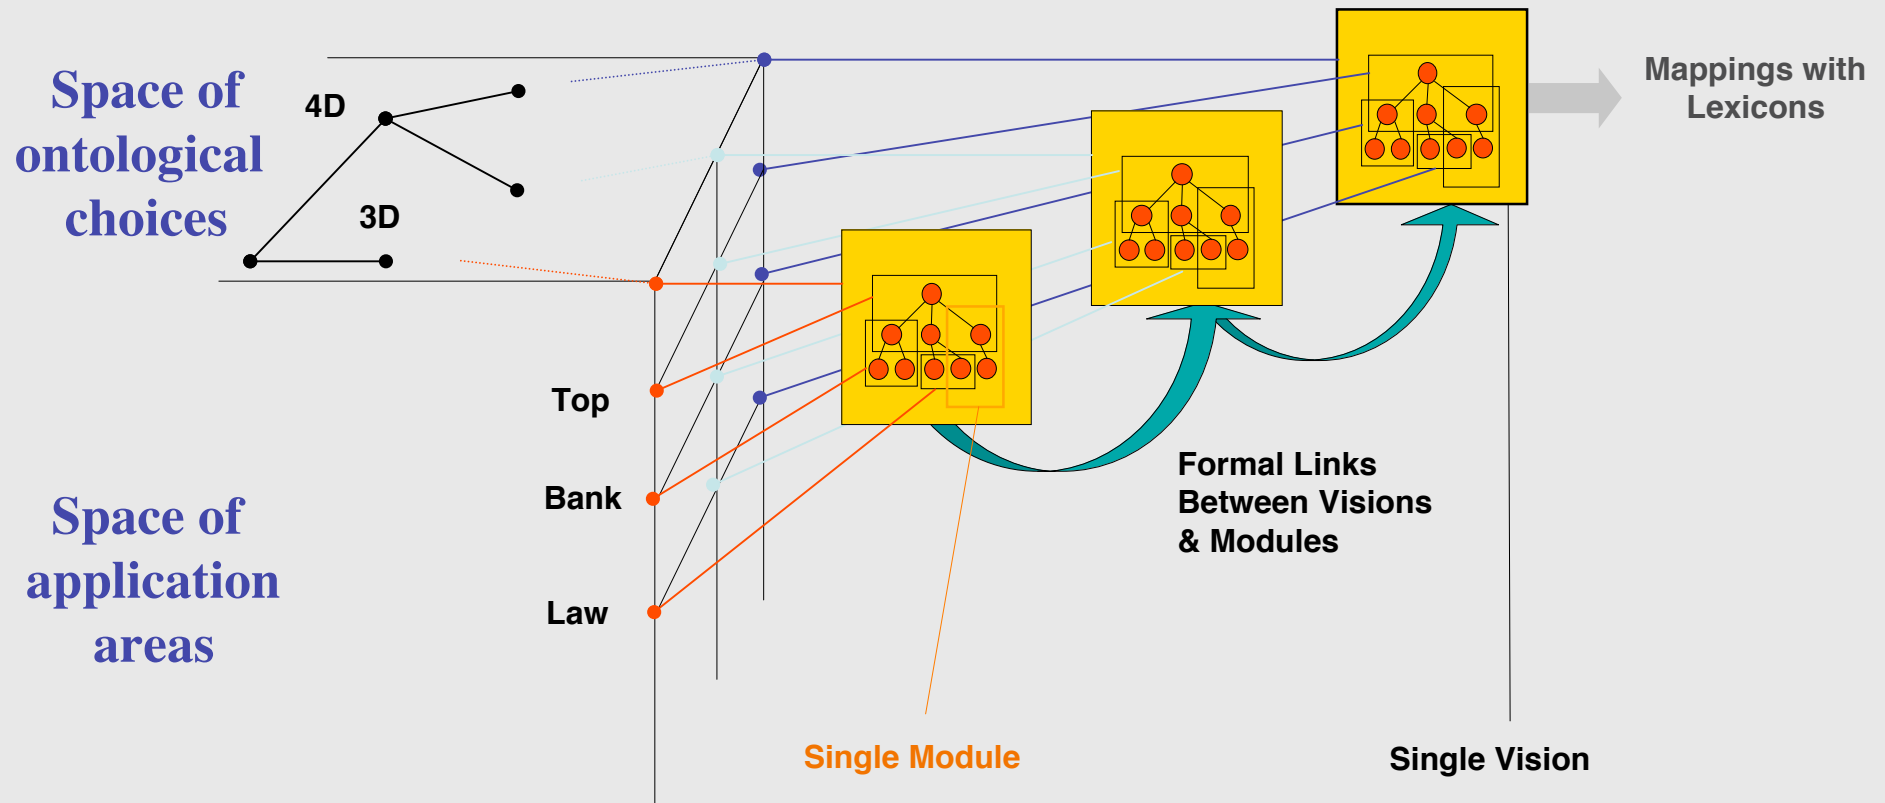 Space of
ontological
choices
4D
3D
Mappings with
Lexicons
Top
Bank
Law
Space of
application
areas
Formal Links
Between Visions
& Modules
Single Module
Single Vision